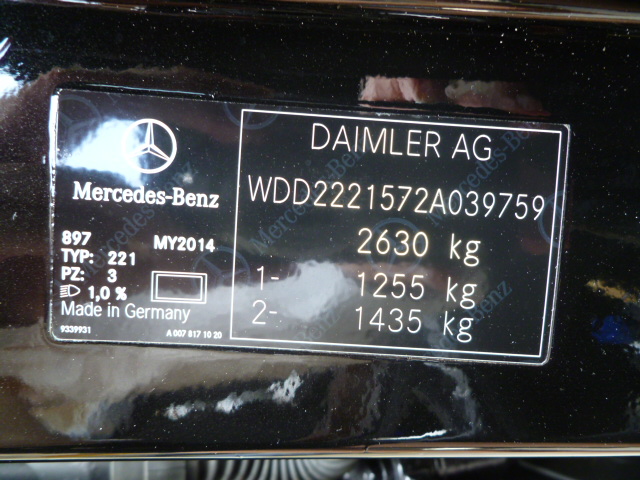 Mercedes-Benz
897 MY2014
TYP: 221
PZ: 3
1,0 %
Made in Germany
9339931 A 007 817 10 20
DAIMLER AG
WDD2221572A039759
2630 kg
1- 1255 kg
2- 1435 kg